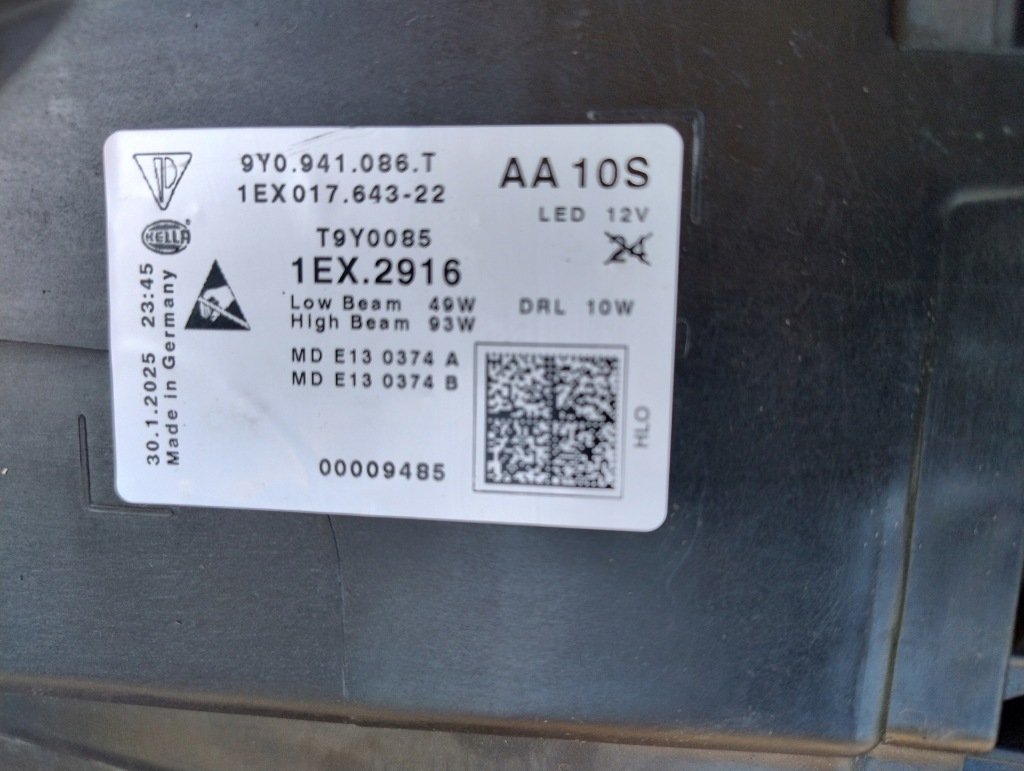 9Y0.941.086.T
1EX 017.643-22
AA 10S
LED 12V
24
HELLA
T9Y0085
1EX.2916
Low Beam 49W
High Beam 93W
DRL 10W
MD E13 0374 A
MD E13 0374 B
HLO
00009485
30.1.2025 23:45
Made in Germany